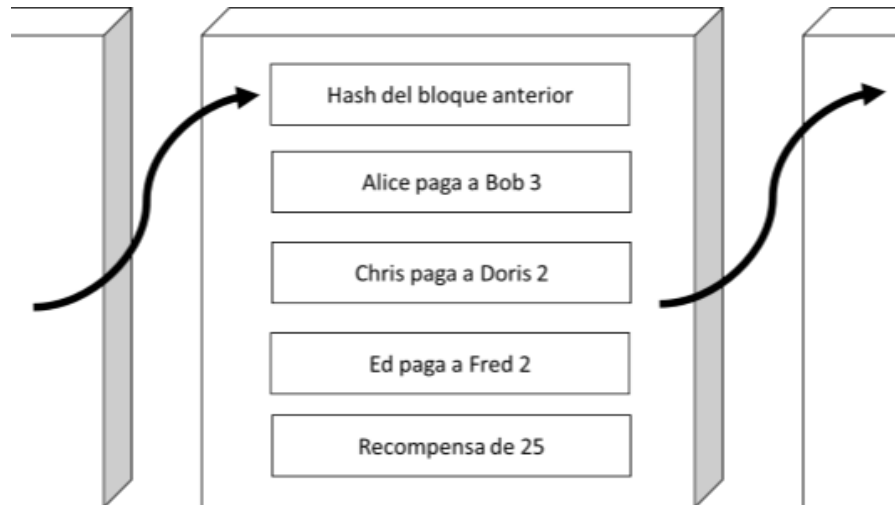 Hash del bloque anterior
Alice paga a Bob 3
Chris paga a Doris 2
Ed paga a Fred 2
Recompensa de 25